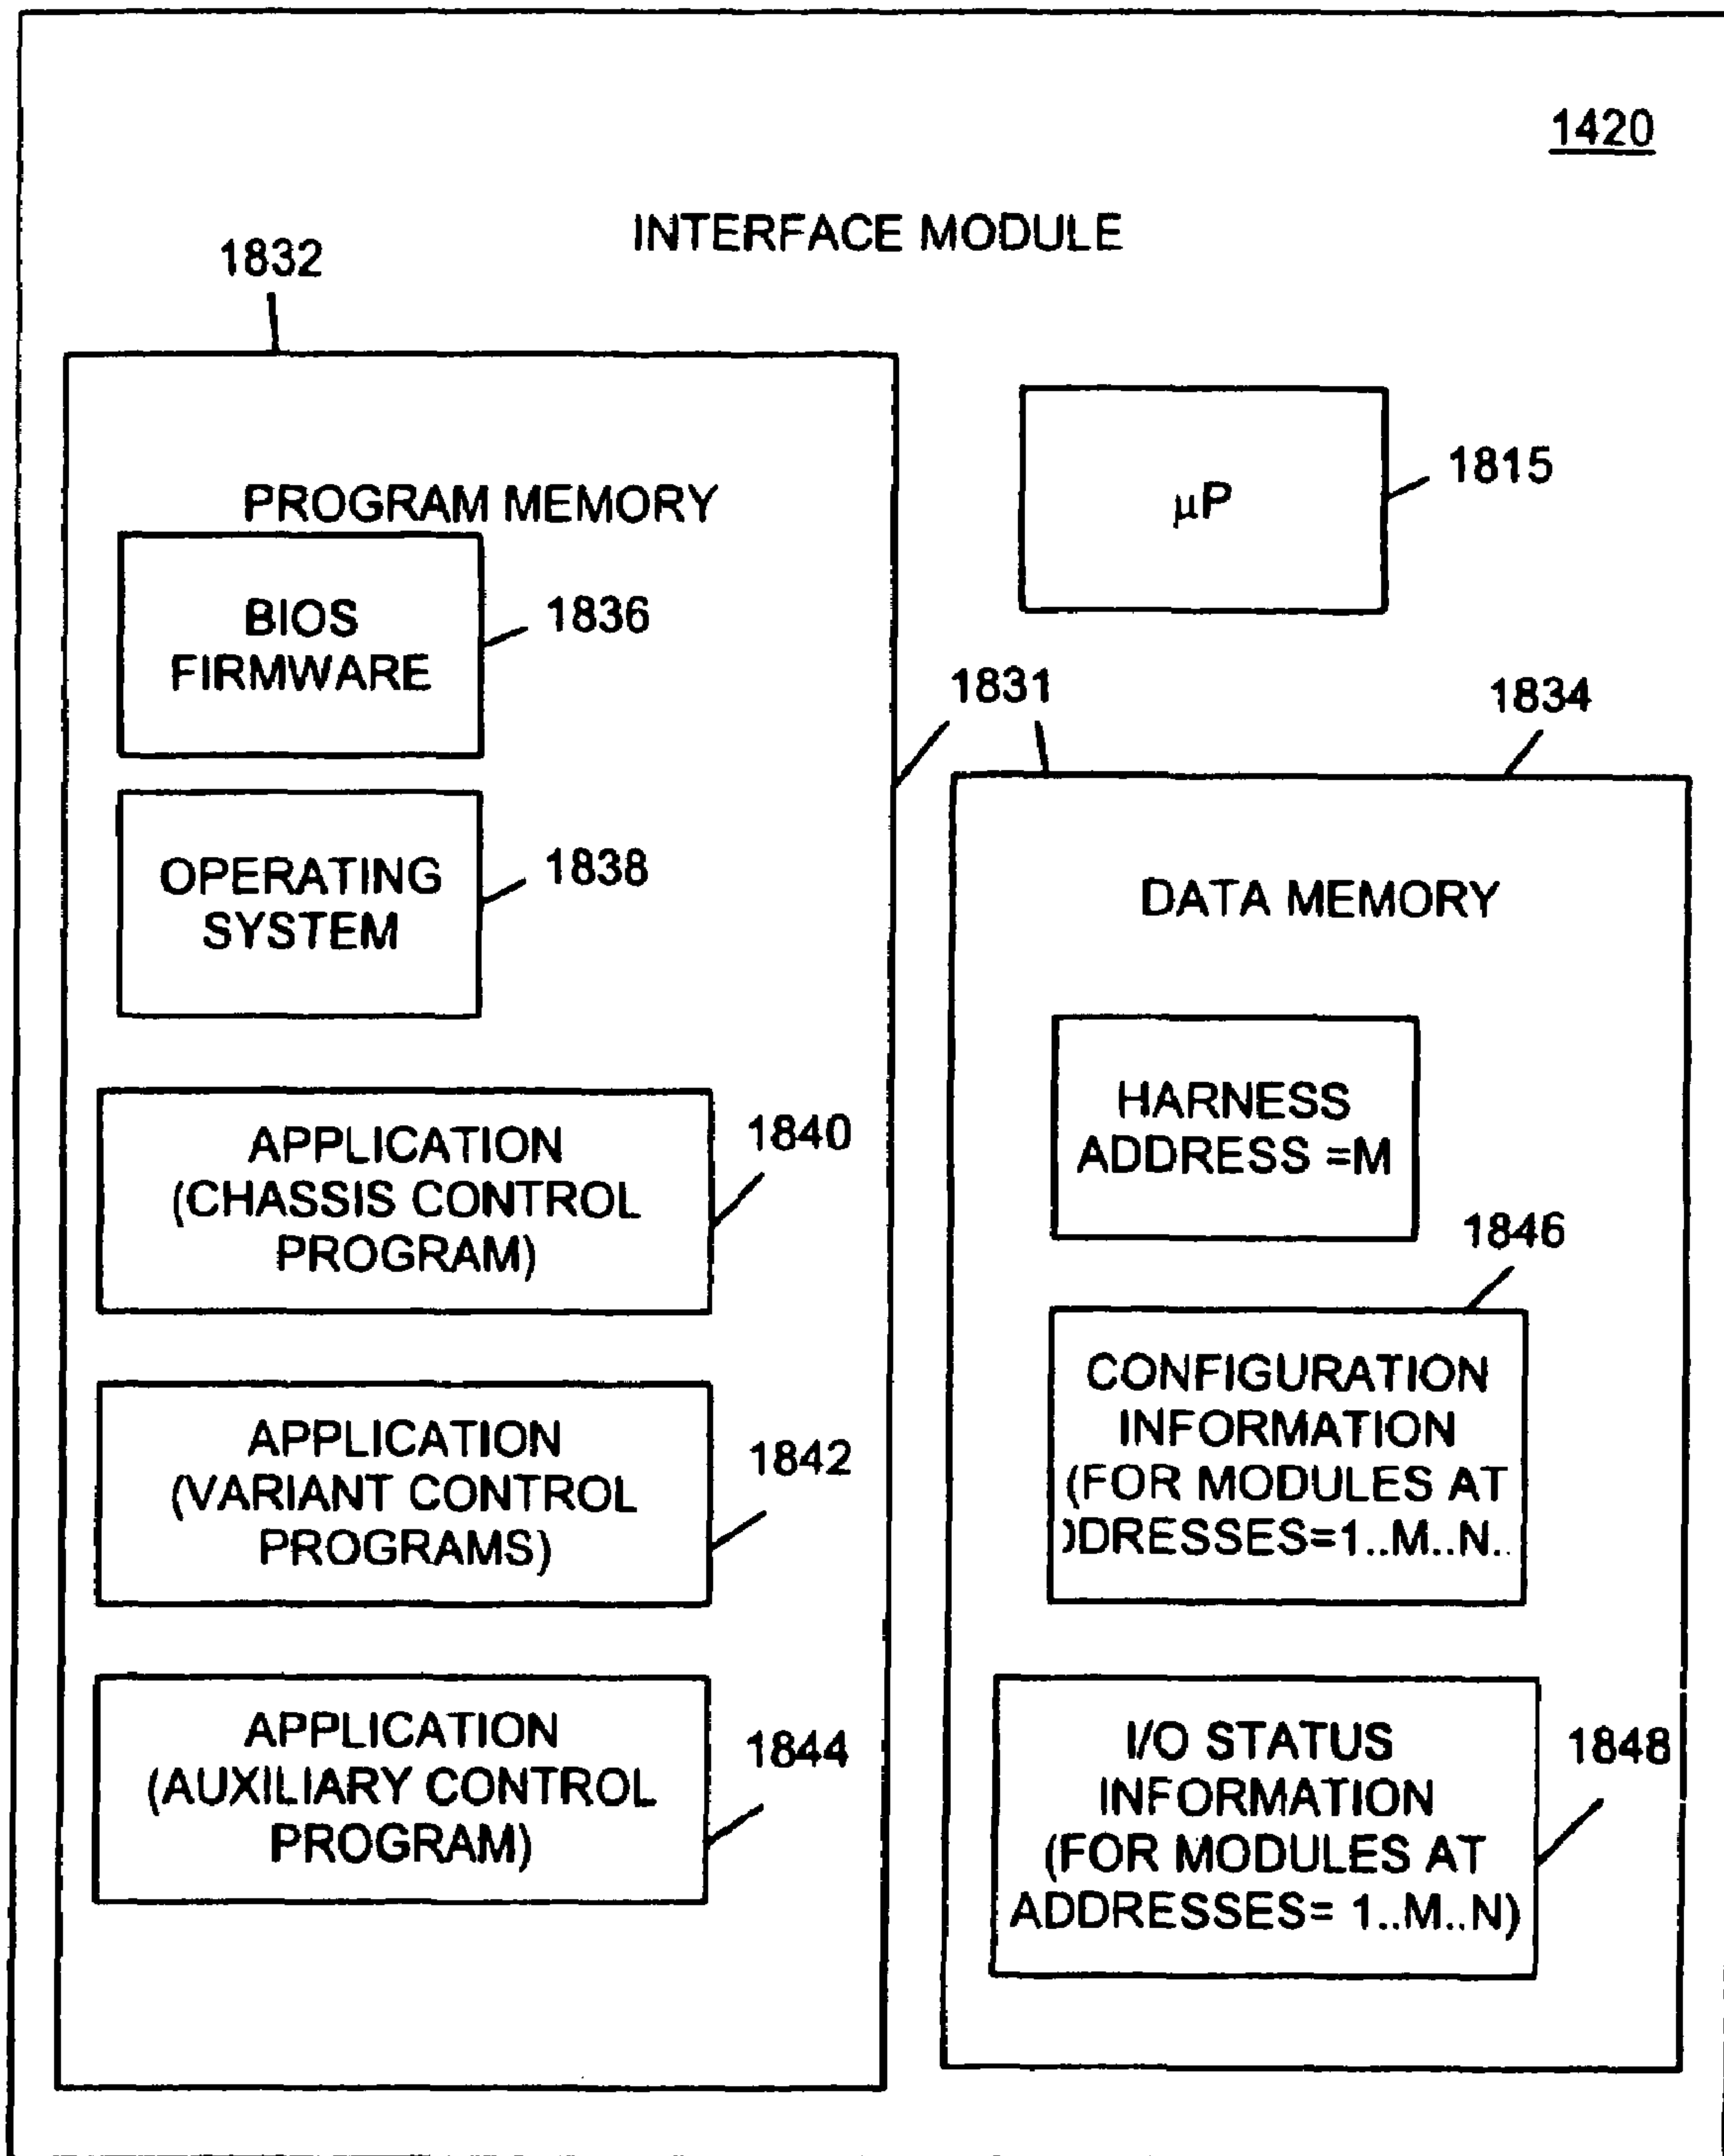 1420
INTERFACE MODULE
1832
PROGRAM MEMORY
BIOS
FIRMWARE
1836
OPERATING
SYSTEM
1838
APPLICATION
(CHASSIS CONTROL
PROGRAM)
1840
APPLICATION
(VARIANT CONTROL
PROGRAMS)
1842
APPLICATION
(AUXILIARY CONTROL
PROGRAM)
1844
µP
1815
1831
1834
DATA MEMORY
HARNESS
ADDRESS =M
1846
CONFIGURATION
INFORMATION
(FOR MODULES AT
DDRESSES=1..M..N..
I/O STATUS
INFORMATION
(FOR MODULES AT
ADDRESSES= 1..M..N)
1848